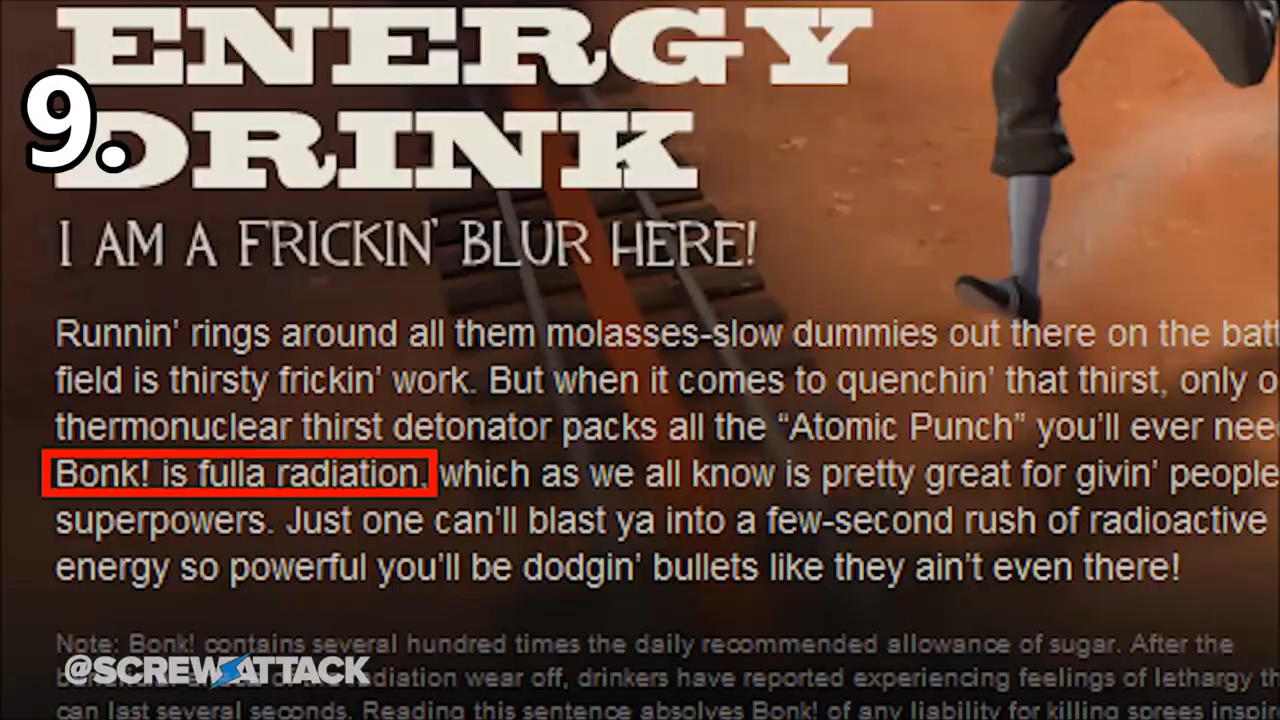 ENERGY
9.
DRINK
I AM A FRICKIN' BLUR HERE!
Runnin' rings around all them molasses-slow dummies out there on the batt
field is thirsty frickin' work. But when it comes to quenchin' that thirst, only o
thermonuclear thirst detonator packs all the “Atomic Punch” you'll ever nee
Bonk! is fulla radiation, which as we all know is pretty great for givin' people
superpowers. Just one can'll blast ya into a few-second rush of radioactive
energy so powerful you'll be dodgin' bullets like they ain't even there!
Note: Bonk! contains several hundred times the daily recommended allowance of sugar. After the
@SCREWATTACK
wear off, drinkers have reported experiencing feelings of lethargy th
can last several seconds. Reading this sentence absolves Bonk! of any liability for killing sprees inspir